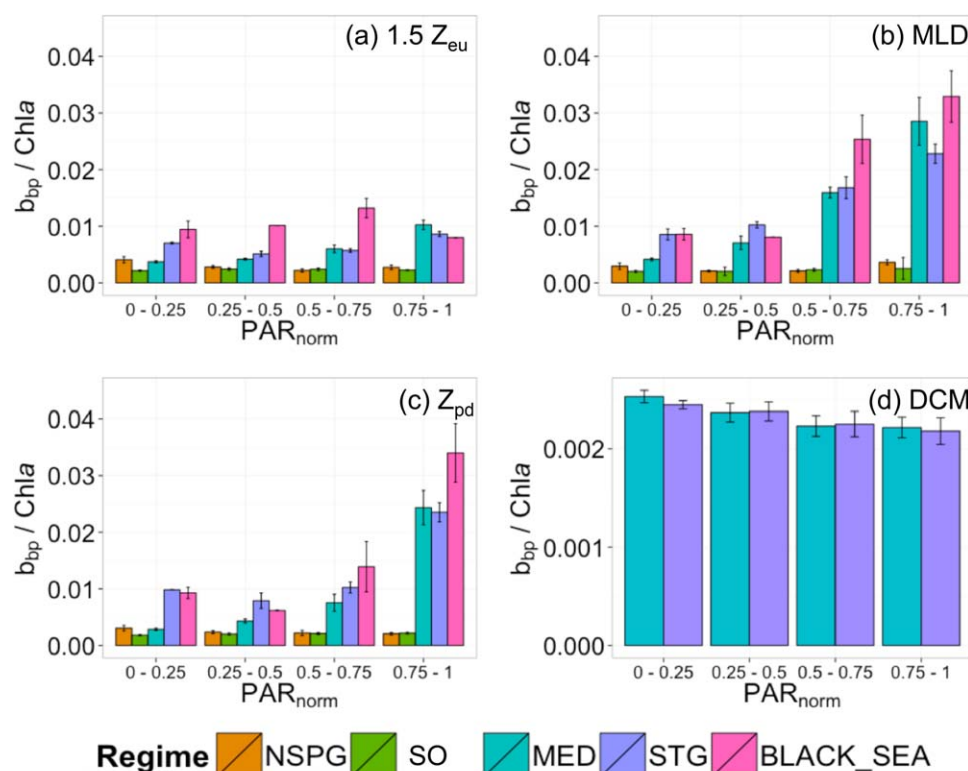 (a) 1.5 Zeu
bbp / Chla
0.04
0.03
0.02
0.01
0.00
0 - 0.25 0.25 - 0.5 0.5 - 0.75 0.75 - 1
PARnorm
(b) MLD
bbp / Chla
0.04
0.03
0.02
0.01
0.00
0 - 0.25 0.25 - 0.5 0.5 - 0.75 0.75 - 1
PARnorm
(c) Zpd
bbp / Chla
0.04
0.03
0.02
0.01
0.00
0 - 0.25 0.25 - 0.5 0.5 - 0.75 0.75 - 1
PARnorm
(d) DCM
bbp / Chla
0.002
0.001
0.000
0 - 0.25 0.25 - 0.5 0.5 - 0.75 0.75 - 1
PARnorm
Regime NSPG SO MED STG BLACK_SEA